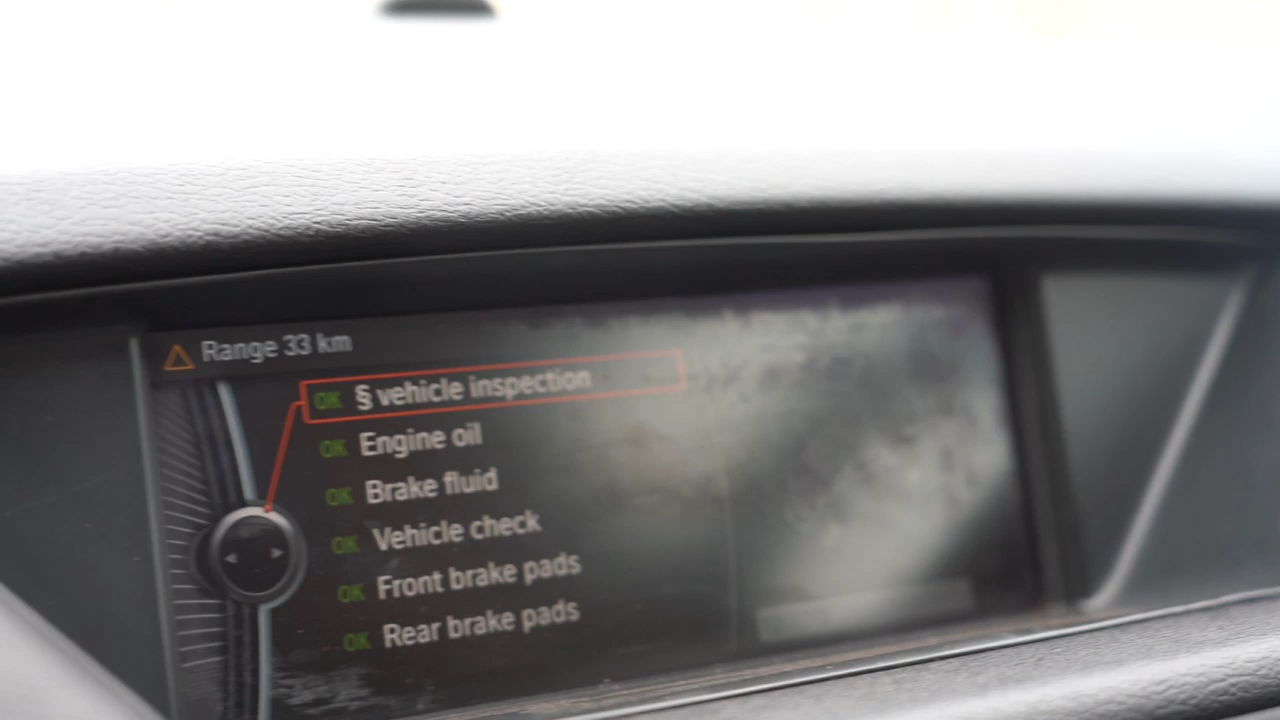 Range 33 km
OK § vehicle inspection
OK Engine oil
OK Brake fluid
OK Vehicle check
OK Front brake pads
OK Rear brake pads